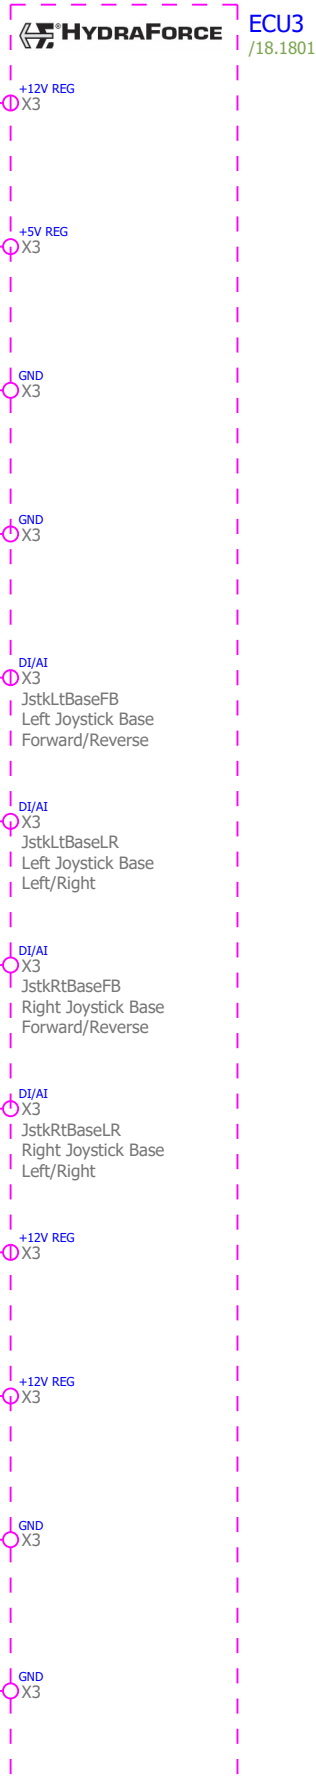 HYDRAFORCE
ECU3
/18.1801
+12V REG
X3
+5V REG
X3
GND
X3
GND
X3
DI/AI
X3
JstkLtBaseFB
Left Joystick Base
Forward/Reverse
DI/AI
X3
JstkLtBaseLR
Left Joystick Base
Left/Right
DI/AI
X3
JstkRtBaseFB
Right Joystick Base
Forward/Reverse
DI/AI
X3
JstkRtBaseLR
Right Joystick Base
Left/Right
+12V REG
X3
+12V REG
X3
GND
X3
GND
X3